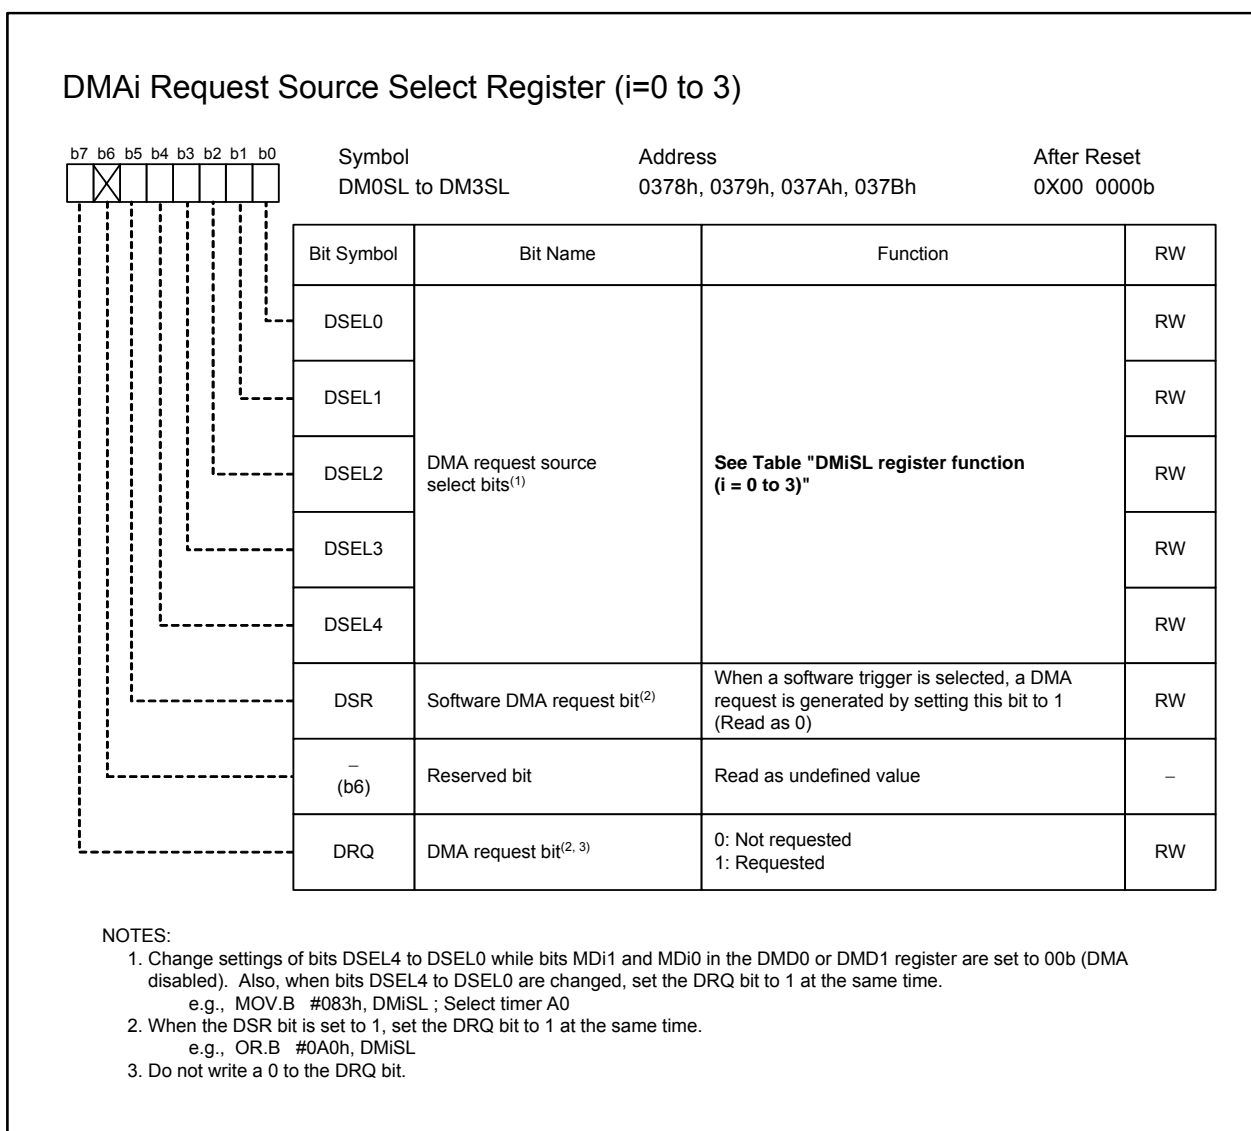 DMAi Request Source Select Register (i=0 to 3)
b7 b6 b5 b4 b3 b2 b1 b0
Symbol Address After Reset
DM0SL to DM3SL 0378h, 0379h, 037Ah, 037Bh 0X00 0000b
Bit Symbol Bit Name Function RW
DSEL0 RW
DSEL1 RW
DSEL2 DMA request source
select bits(1) See Table "DMiSL register function
(i = 0 to 3)" RW
DSEL3 RW
DSEL4 RW
DSR Software DMA request bit(2) When a software trigger is selected, a DMA
request is generated by setting this bit to 1
(Read as 0) RW
–
(b6) Reserved bit Read as undefined value –
DRQ DMA request bit(2, 3) 0: Not requested
1: Requested RW
NOTES:
1. Change settings of bits DSEL4 to DSEL0 while bits MDi1 and MDi0 in the DMD0 or DMD1 register are set to 00b (DMA
disabled). Also, when bits DSEL4 to DSEL0 are changed, set the DRQ bit to 1 at the same time.
e.g., MOV.B #083h, DMiSL ; Select timer A0
2. When the DSR bit is set to 1, set the DRQ bit to 1 at the same time.
e.g., OR.B #0A0h, DMiSL
3. Do not write a 0 to the DRQ bit.